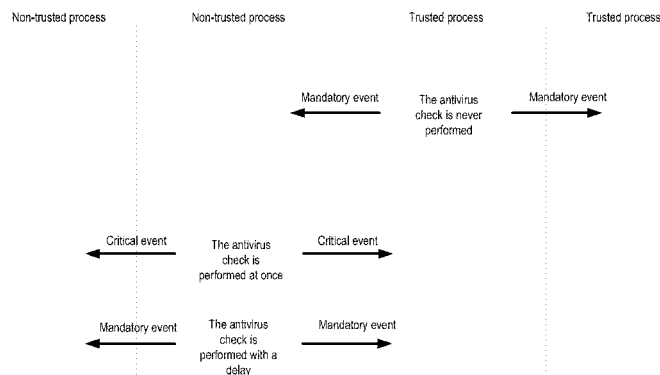 Non-trusted process Non-trusted process Trusted process Trusted process
Mandatory event The antivirus Mandatory event
check is never
performed
Critical event The antivirus Critical event
check is
performed at once
Mandatory event The antivirus Mandatory event
check is
performed with a
delay